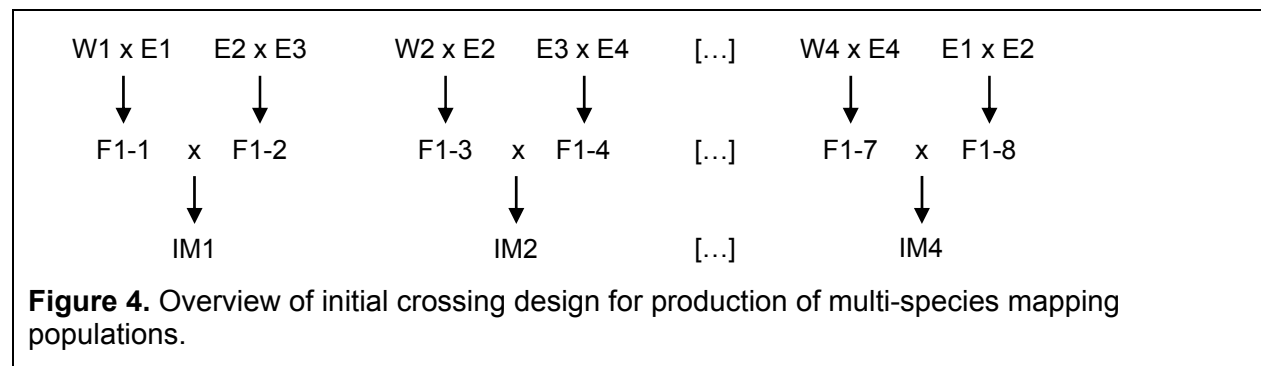 W1 x E1 E2 x E3 W2 x E2 E3 x E4 […] W4 x E4 E1 x E2
F1-1 x F1-2 F1-3 x F1-4 […] F1-7 x F1-8
IM1 IM2 […] IM4
Figure 4. Overview of initial crossing design for production of multi-species mapping
populations.